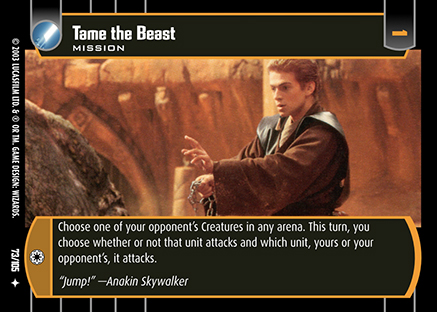 Tame the Beast
1
MISSION
© 2003 LUCASFILM LTD. & ® OR TM. GAME DESIGN: WIZARDS.
73/105
Choose one of your opponent's Creatures in any arena. This turn, you
choose whether or not that unit attacks and which unit, yours or your
opponent's, it attacks.
"Jump!" —Anakin Skywalker